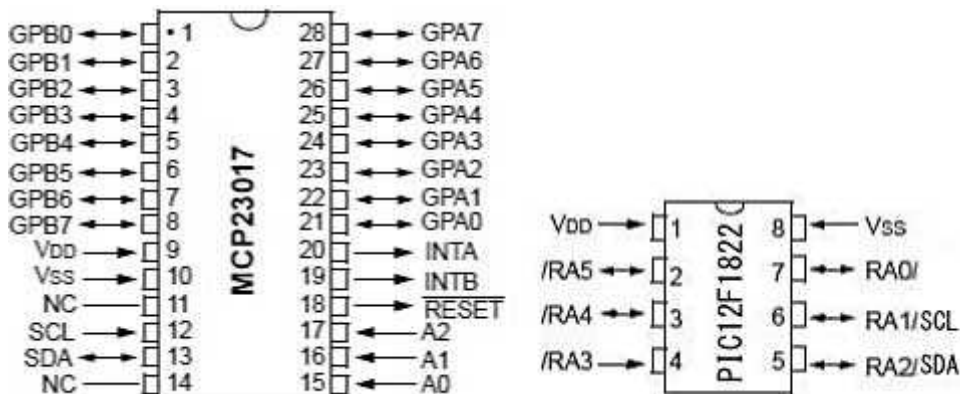 GPB0 • 1 28 GPA7
GPB1 2 27 GPA6
GPB2 3 26 GPA5
GPB3 4 25 GPA4
GPB4 5 24 GPA3
GPB5 6 23 GPA2
GPB6 7 22 GPA1
GPB7 8 21 GPA0
VDD 9 20 INTA
VSS 10 19 INTB
NC 11 18 RESET
SCL 12 17 A2
SDA 13 16 A1
NC 14 15 A0
MCP23017
VDD 1 8 VSS
/RA5 2 7 RA0/
/RA4 3 6 RA1/SCL
/RA3 4 5 RA2/SDA
PIC12F1822